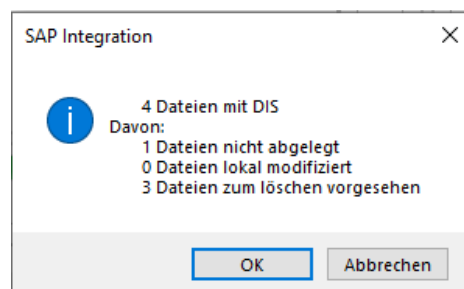 SAP Integration
4 Dateien mit DIS
Davon:
1 Dateien nicht abgelegt
0 Dateien lokal modifiziert
3 Dateien zum löschen vorgesehen
OK
Abbrechen